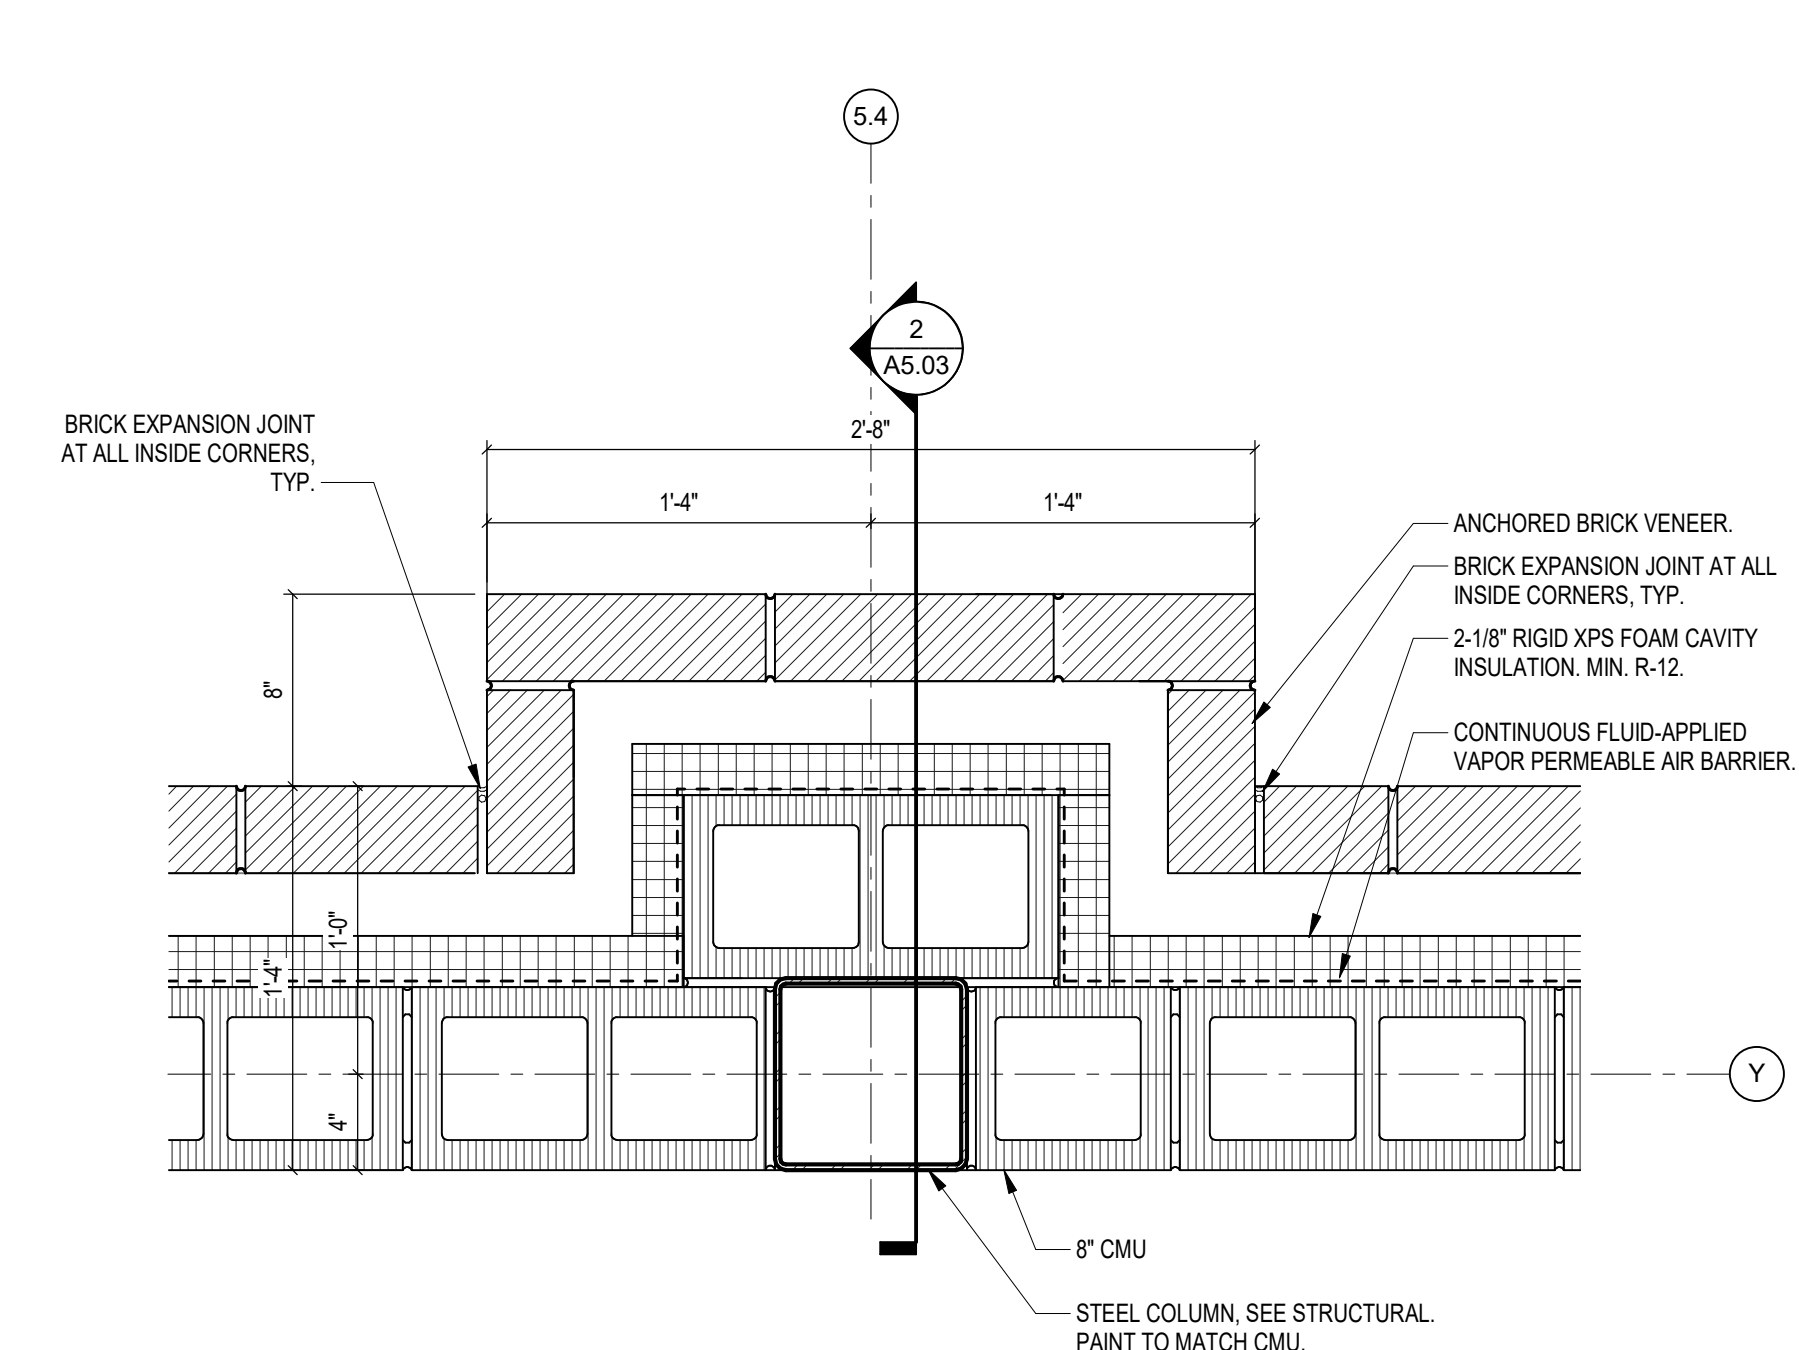 5.4
2
A5.03
2'-8"
BRICK EXPANSION JOINT
AT ALL INSIDE CORNERS,
TYP.
1'-4"
1'-4"
ANCHORED BRICK VENEER.
BRICK EXPANSION JOINT AT ALL
INSIDE CORNERS, TYP.
2-1/8" RIGID XPS FOAM CAVITY
INSULATION. MIN. R-12.
CONTINUOUS FLUID-APPLIED
VAPOR PERMEABLE AIR BARRIER.
8"
1'-0"
1'-4"
4"
Y
8" CMU
STEEL COLUMN, SEE STRUCTURAL.
PAINT TO MATCH CMU.